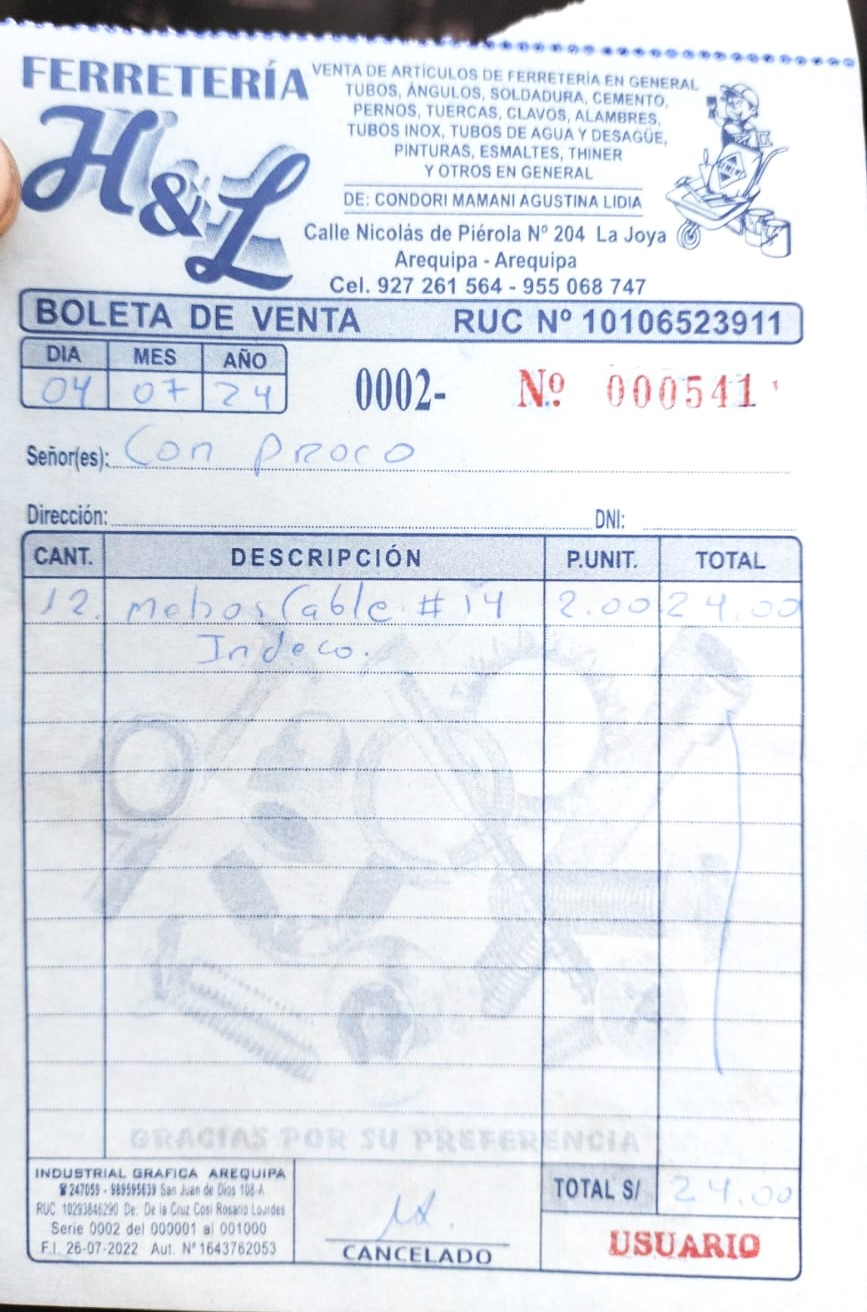 FERRETERÍA
H&L
VENTA DE ARTÍCULOS DE FERRETERÍA EN GENERAL
TUBOS, ÁNGULOS, SOLDADURA, CEMENTO,
PERNOS, TUERCAS, CLAVOS, ALAMBRES,
TUBOS INOX, TUBOS DE AGUA Y DESAGÜE,
PINTURAS, ESMALTES, THINER
Y OTROS EN GENERAL
DE: CONDORI MAMANI AGUSTINA LIDIA
Calle Nicolás de Piérola Nº 204 La Joya
Arequipa - Arequipa
Cel. 927 261 564 - 955 068 747
BOLETA DE VENTA RUC Nº 10106523911
DIA MES AÑO
04 07 24
0002- Nº 000541
Señor(es): Con proco
Dirección: DNI:
CANT. DESCRIPCIÓN P.UNIT. TOTAL
12. Cable # 14 2.00 24.00
Indeco.
GRACIAS POR SU PREFERENCIA
INDUSTRIAL GRAFICA AREQUIPA
247055 - 989595639 San Juan de Dios 108-A
RUC 10293846290 De: De la Cruz Cosi Rosario Lourdes
Serie 0002 del 000001 al 001000
F.I. 26-07-2022 Aut. Nº 1643762053
CANCELADO
TOTAL S/ 24.00
USUARIO